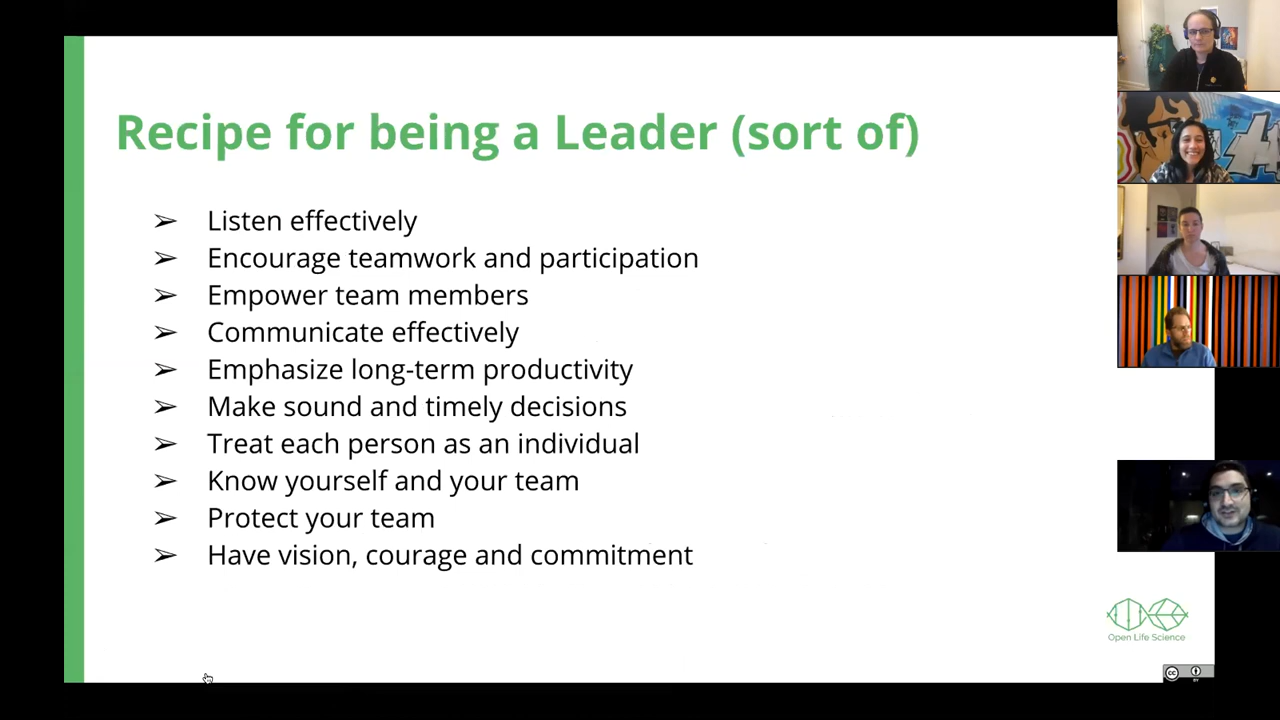 Recipe for being a Leader (sort of)
➢ Listen effectively
➢ Encourage teamwork and participation
➢ Empower team members
➢ Communicate effectively
➢ Emphasize long-term productivity
➢ Make sound and timely decisions
➢ Treat each person as an individual
➢ Know yourself and your team
➢ Protect your team
➢ Have vision, courage and commitment
Open Life Science
cc
BY